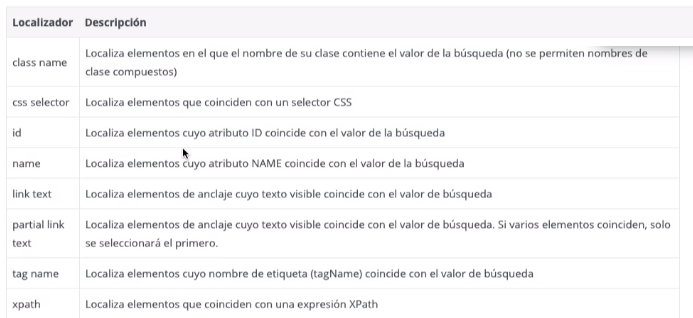 Localizador Descripción
class name Localiza elementos en el que el nombre de su clase contiene el valor de la búsqueda (no se permiten nombres de
clase compuestos)
css selector Localiza elementos que coinciden con un selector CSS
id Localiza elementos cuyo atributo ID coincide con el valor de la búsqueda
name Localiza elementos cuyo atributo NAME coincide con el valor de la búsqueda
link text Localiza elementos de anclaje cuyo texto visible coincide con el valor de búsqueda
partial link Localiza elementos de anclaje cuyo texto visible coincide con el valor de búsqueda. Si varios elementos coinciden, solo
text se seleccionará el primero.
tag name Localiza elementos cuyo nombre de etiqueta (tagName) coincide con el valor de búsqueda
xpath Localiza elementos que coinciden con una expresión XPath